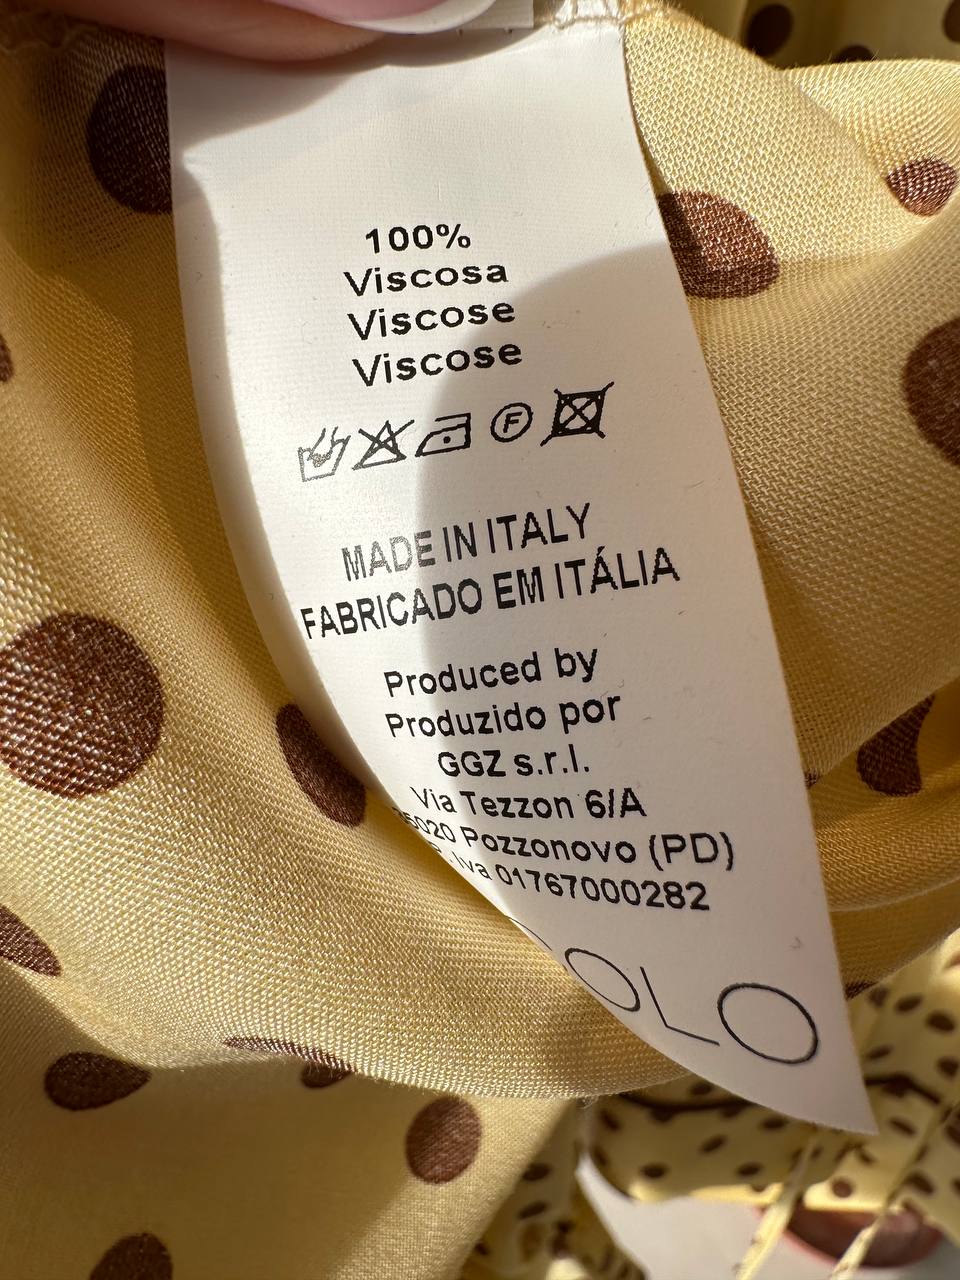 100%
Viscosa
Viscose
Viscose
F
MADE IN ITALY
FABRICADO EM ITÁLIA
Produced by
Produzido por
GGZ s.r.l.
Via Tezzon 6/A
Pozzonovo (PD)
Iva 01767000282